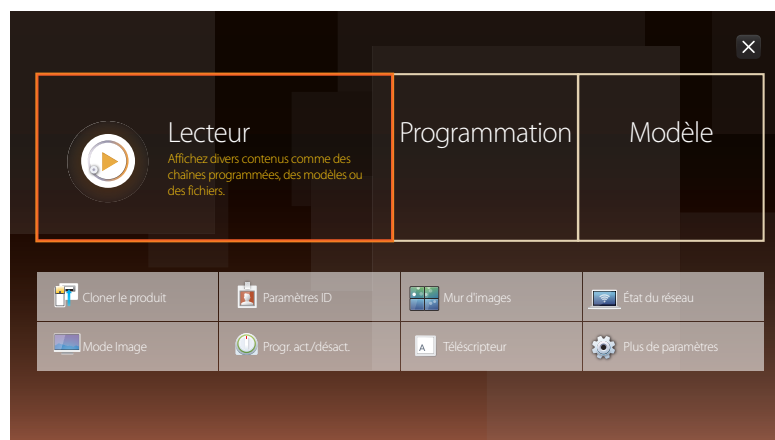 Lecteur
Affichez divers contenus comme des
chaînes programmées, des modèles ou
des fichiers.
Programmation
Modèle
Cloner le produit
Paramètres ID
Mur d'images
État du réseau
Mode Image
Progr. act./désact.
A
Téléscripteur
Plus de paramètres